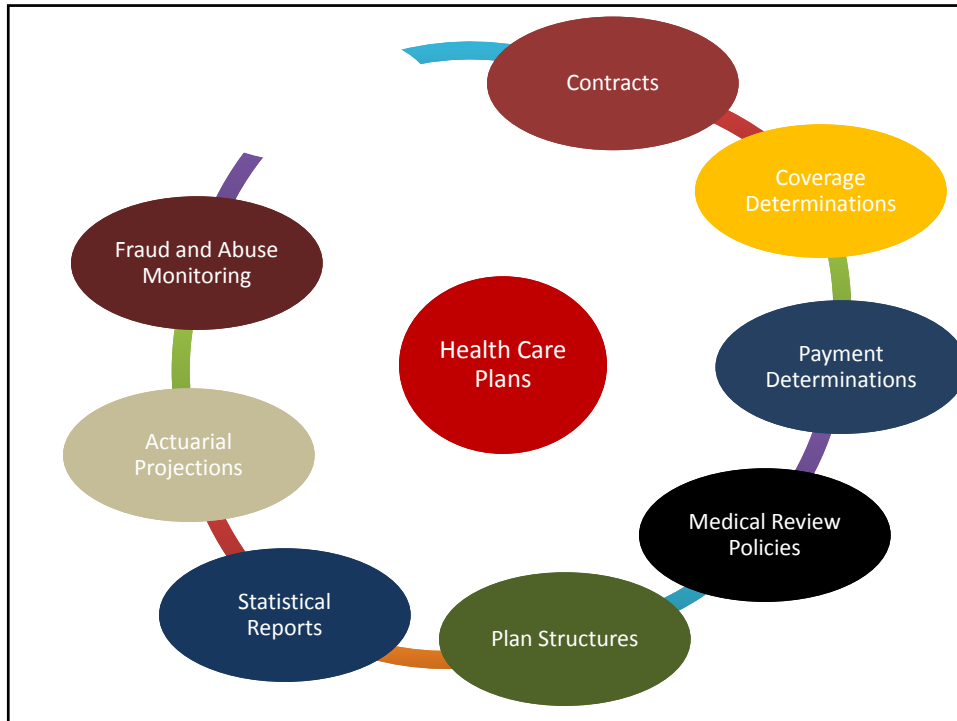 Contracts
Coverage
Determinations
Payment
Determinations
Medical Review
Policies
Plan Structures
Statistical
Reports
Actuarial
Projections
Fraud and Abuse
Monitoring
Health Care
Plans